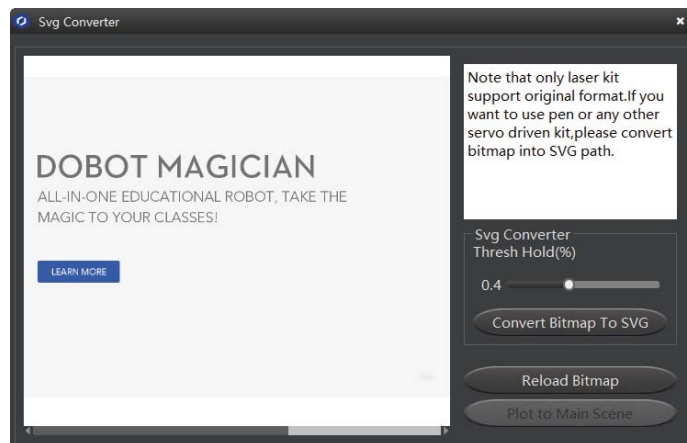 Svg Converter
DOBOT MAGICIAN
ALL-IN-ONE EDUCATIONAL ROBOT, TAKE THE
MAGIC TO YOUR CLASSES!
LEARN MORE
Note that only laser kit
support original format.If you
want to use pen or any other
servo driven kit,please convert
bitmap into SVG path.
Svg Converter
Thresh Hold(%)
0.4
Convert Bitmap To SVG
Reload Bitmap
Plot to Main Scene